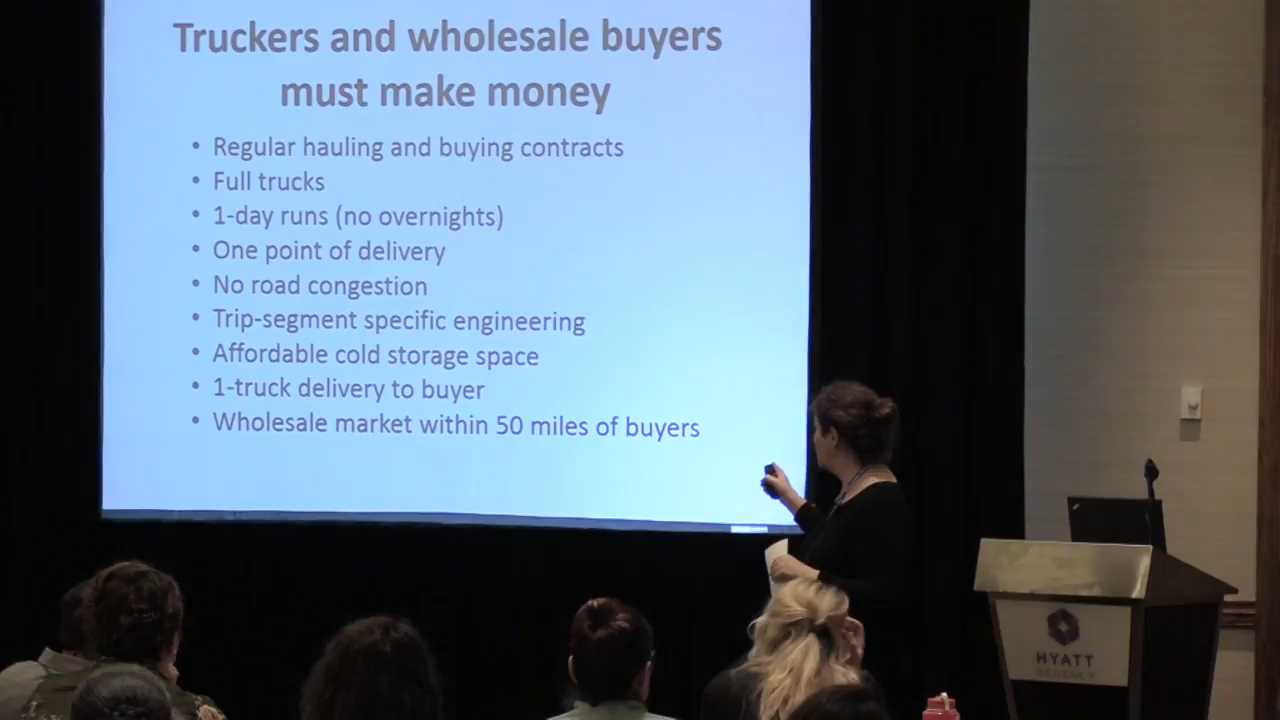 Truckers and wholesale buyers
must make money
• Regular hauling and buying contracts
• Full trucks
• 1-day runs (no overnights)
• One point of delivery
• No road congestion
• Trip-segment specific engineering
• Affordable cold storage space
• 1-truck delivery to buyer
• Wholesale market within 50 miles of buyers
HYATT
REGENCY